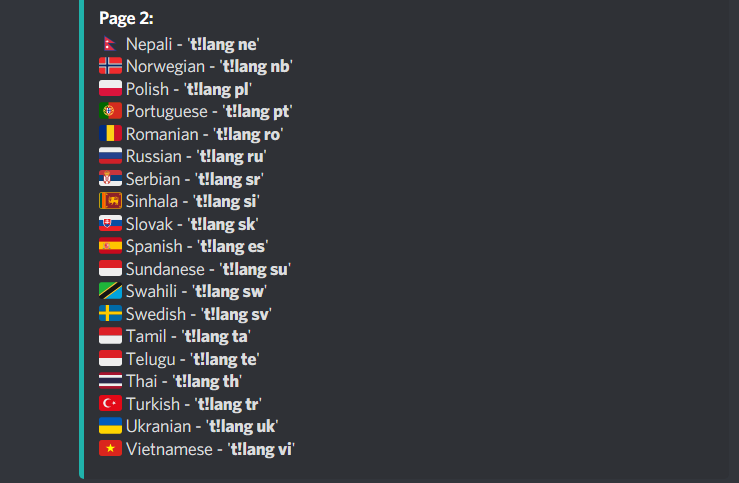 Page 2:
Nepali - 't!lang ne'
Norwegian - 't!lang nb'
Polish - 't!lang pl'
Portuguese - 't!lang pt'
Romanian - 't!lang ro'
Russian - 't!lang ru'
Serbian - 't!lang sr'
Sinhala - 't!lang si'
Slovak - 't!lang sk'
Spanish - 't!lang es'
Sundanese - 't!lang su'
Swahili - 't!lang sw'
Swedish - 't!lang sv'
Tamil - 't!lang ta'
Telugu - 't!lang te'
Thai - 't!lang th'
Turkish - 't!lang tr'
Ukranian - 't!lang uk'
Vietnamese - 't!lang vi'